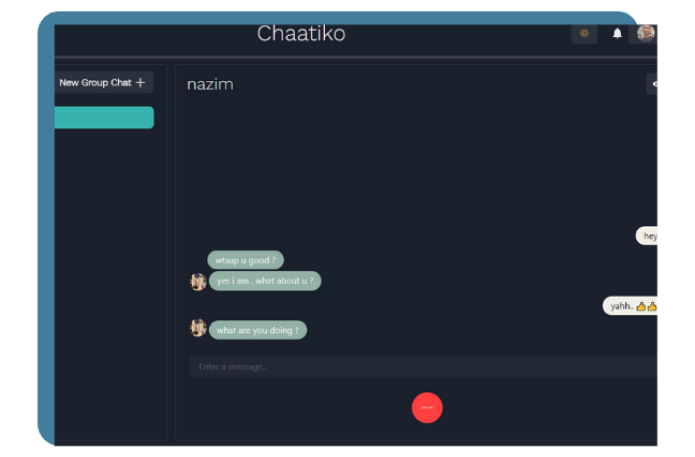 Chaatiko
New Group Chat +
nazim
hey
wtsup u good ?
yes i am , what about u ?
yahh.. 👍👍
what are you doing ?
Enter a message...